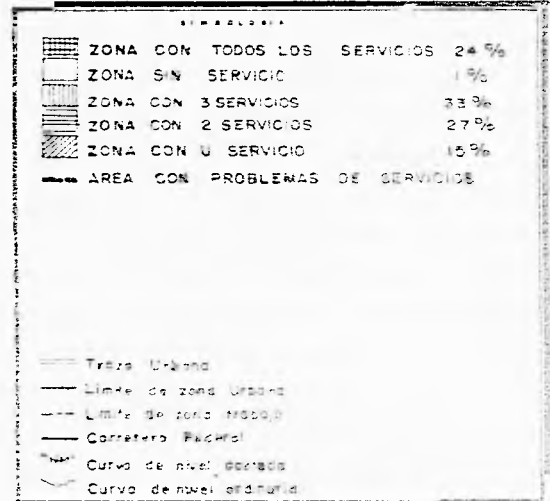 SIMBOLOGIA
ZONA CON TODOS LOS SERVICIOS 24 %
ZONA SIN SERVICIO 1 %
ZONA CON 3 SERVICIOS 33 %
ZONA CON 2 SERVICIOS 27 %
ZONA CON U SERVICIO 15 %
AREA CON PROBLEMAS DE SERVICIOS
Traza Urbana
Limite de zona Urbana
Limite de zona trabajo
Carretera Federal
Curva de nivel acotada
Curva de nivel ordinaria